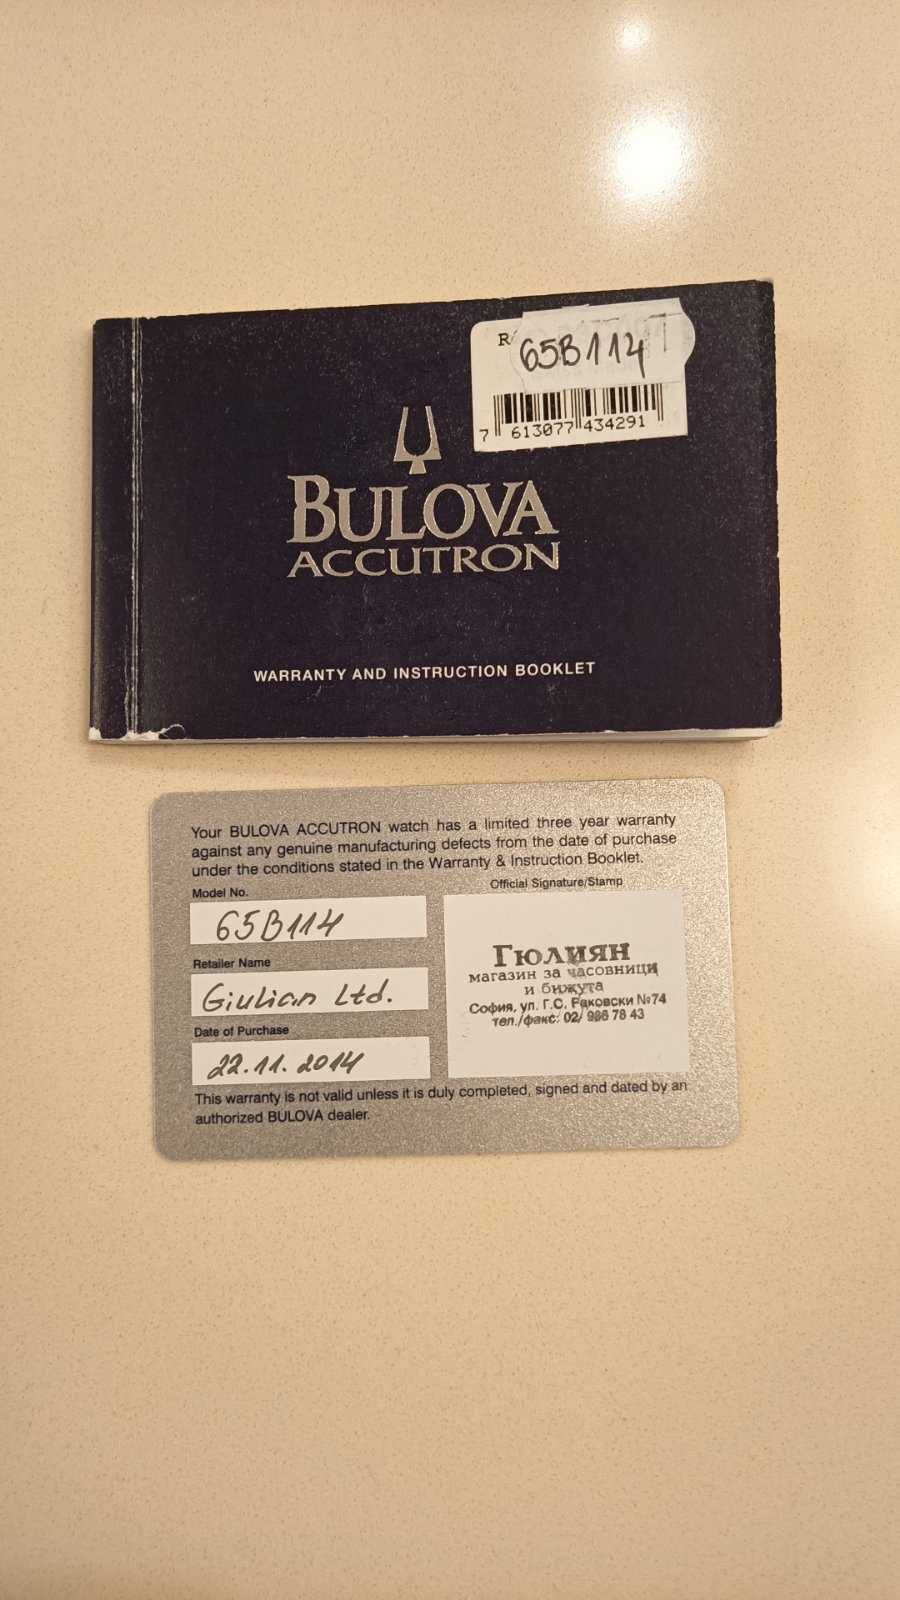 65B114
7 613077 434291
BULOVA
ACCUTRON
WARRANTY AND INSTRUCTION BOOKLET
Your BULOVA ACCUTRON watch has a limited three year warranty
against any genuine manufacturing defects from the date of purchase
under the conditions stated in the Warranty & Instruction Booklet.
Model No.
65B114
Retailer Name
Giulian Ltd.
Date of Purchase
22.11.2014
Official Signature/Stamp
Гюлиян
магазин за часовници
и бижута
София, ул. Г.С. Раковски №74
тел./факс: 02/ 986 78 43
This warranty is not valid unless it is duly completed, signed and dated by an
authorized BULOVA dealer.